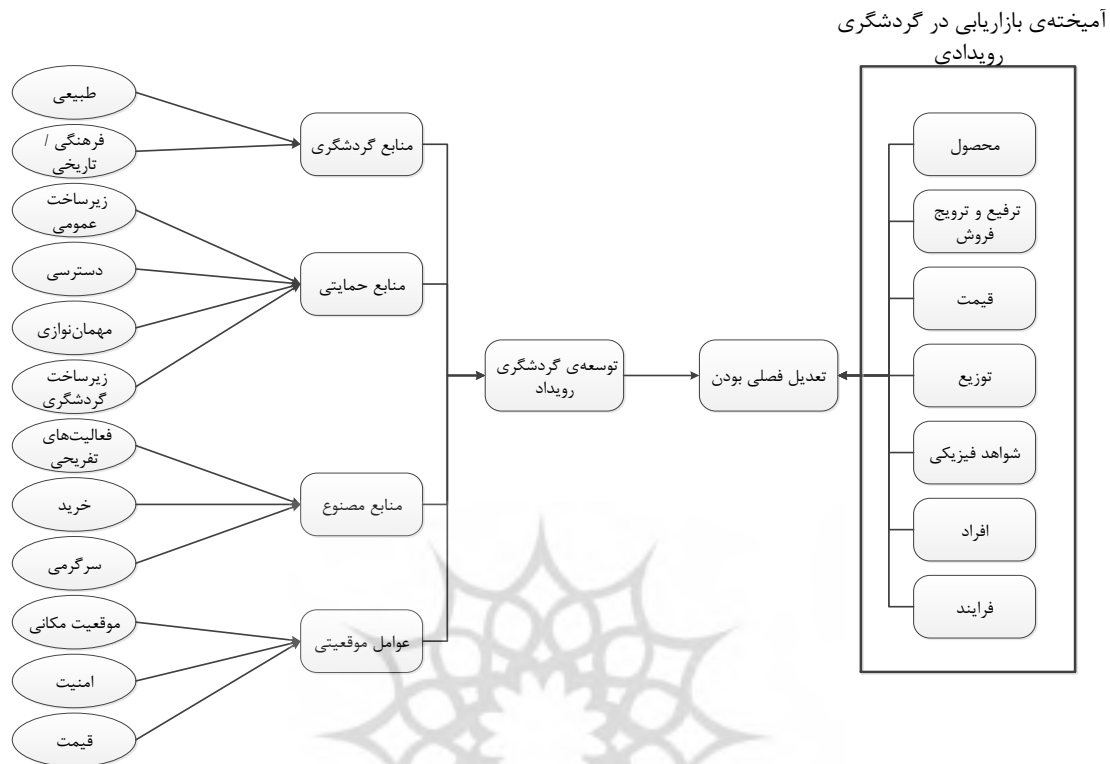 آمیخته‌ی بازاریابی در گردشگری
رویدادی
محصول
ترفیع و ترویج
فروش
قیمت
توزیع
شواهد فیزیکی
افراد
فرایند
تعدیل فصلی بودن
توسعه‌ی گردشگری
رویداد
منابع گردشگری
منابع حمایتی
منابع مصنوع
عوامل موقعیتی
طبیعی
فرهنگی /
تاریخی
زیرساخت
عمومی
دسترسی
مهمان‌نوازی
زیرساخت
گردشگری
فعالیت‌های
تفریحی
خرید
سرگرمی
موقعیت مکانی
امنیت
قیمت